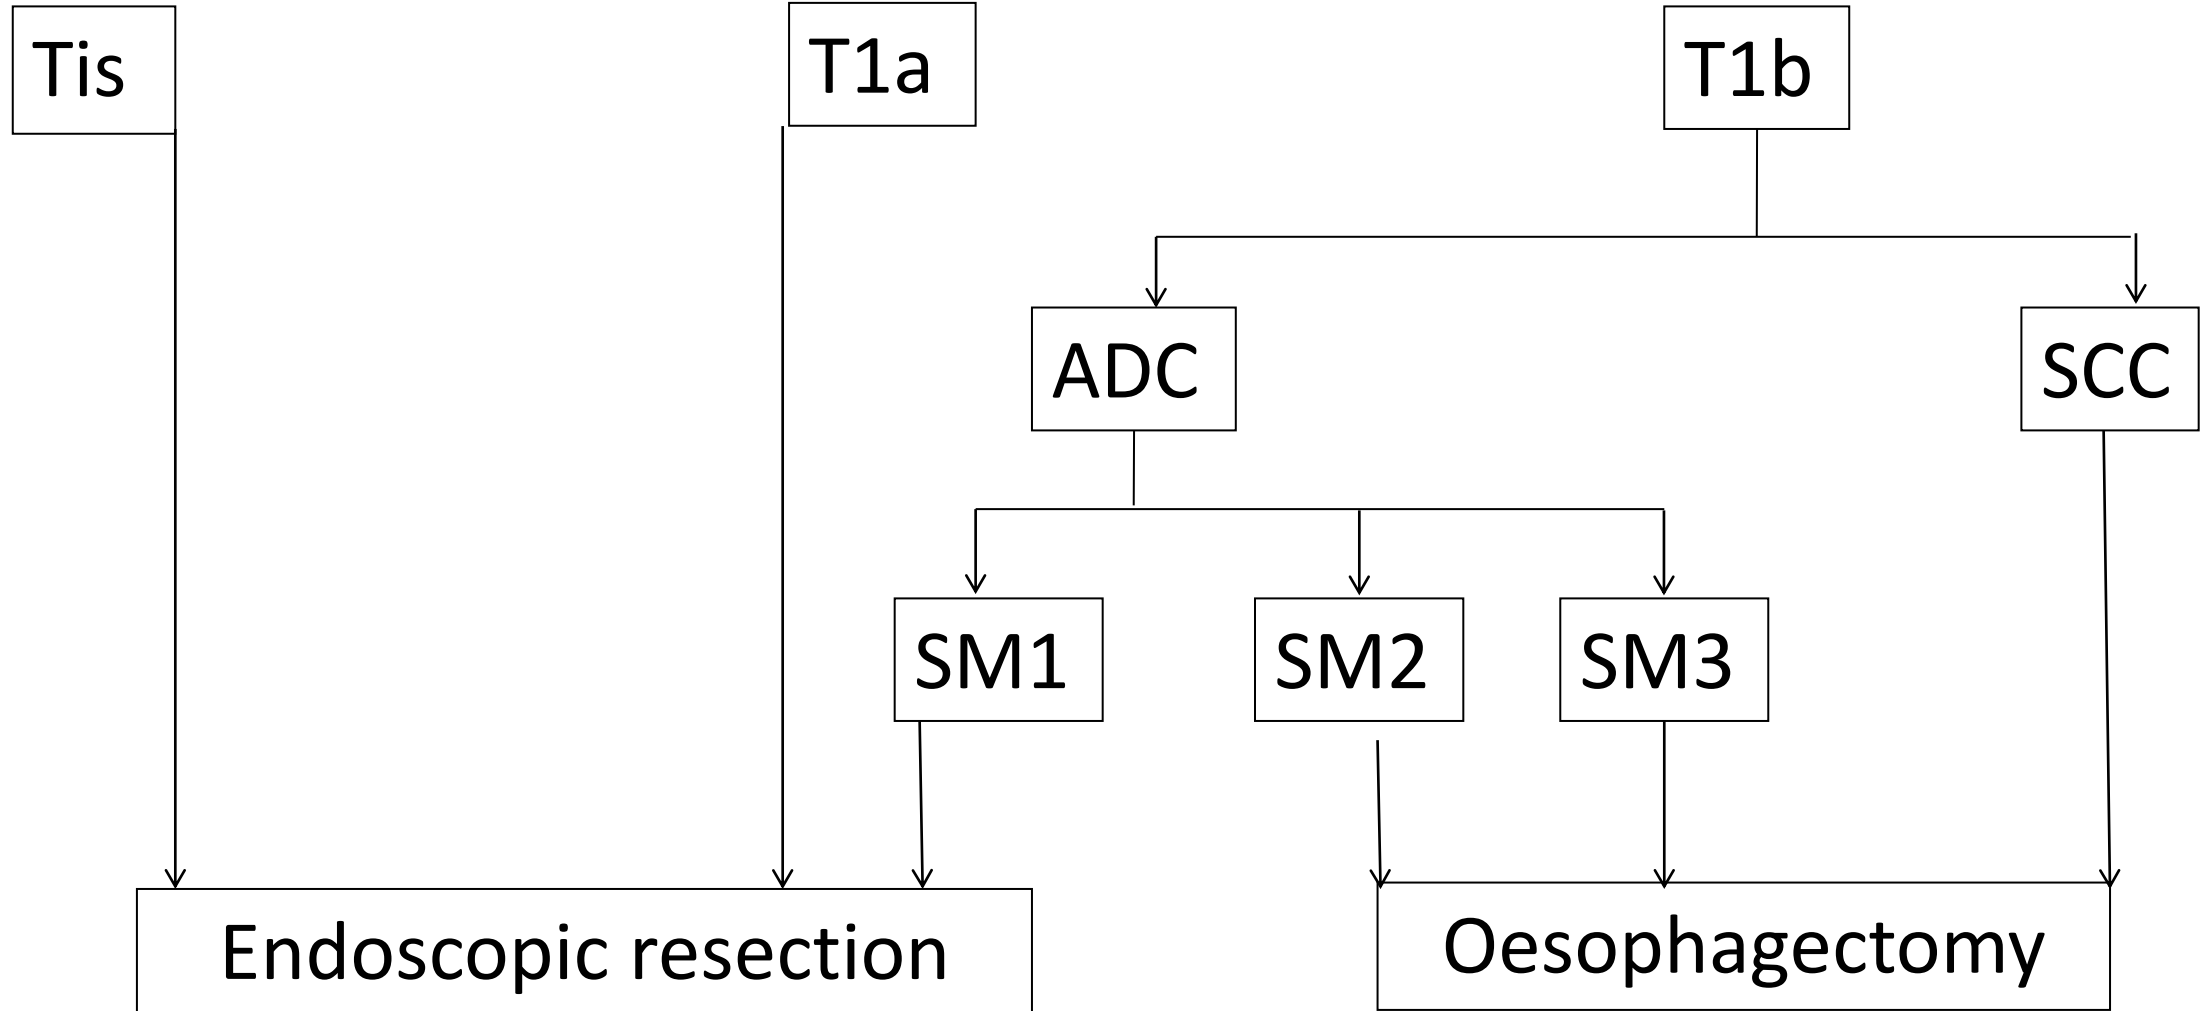 Tis
T1a
T1b
ADC
SCC
SM1
SM2
SM3
Endoscopic resection
Oesophagectomy